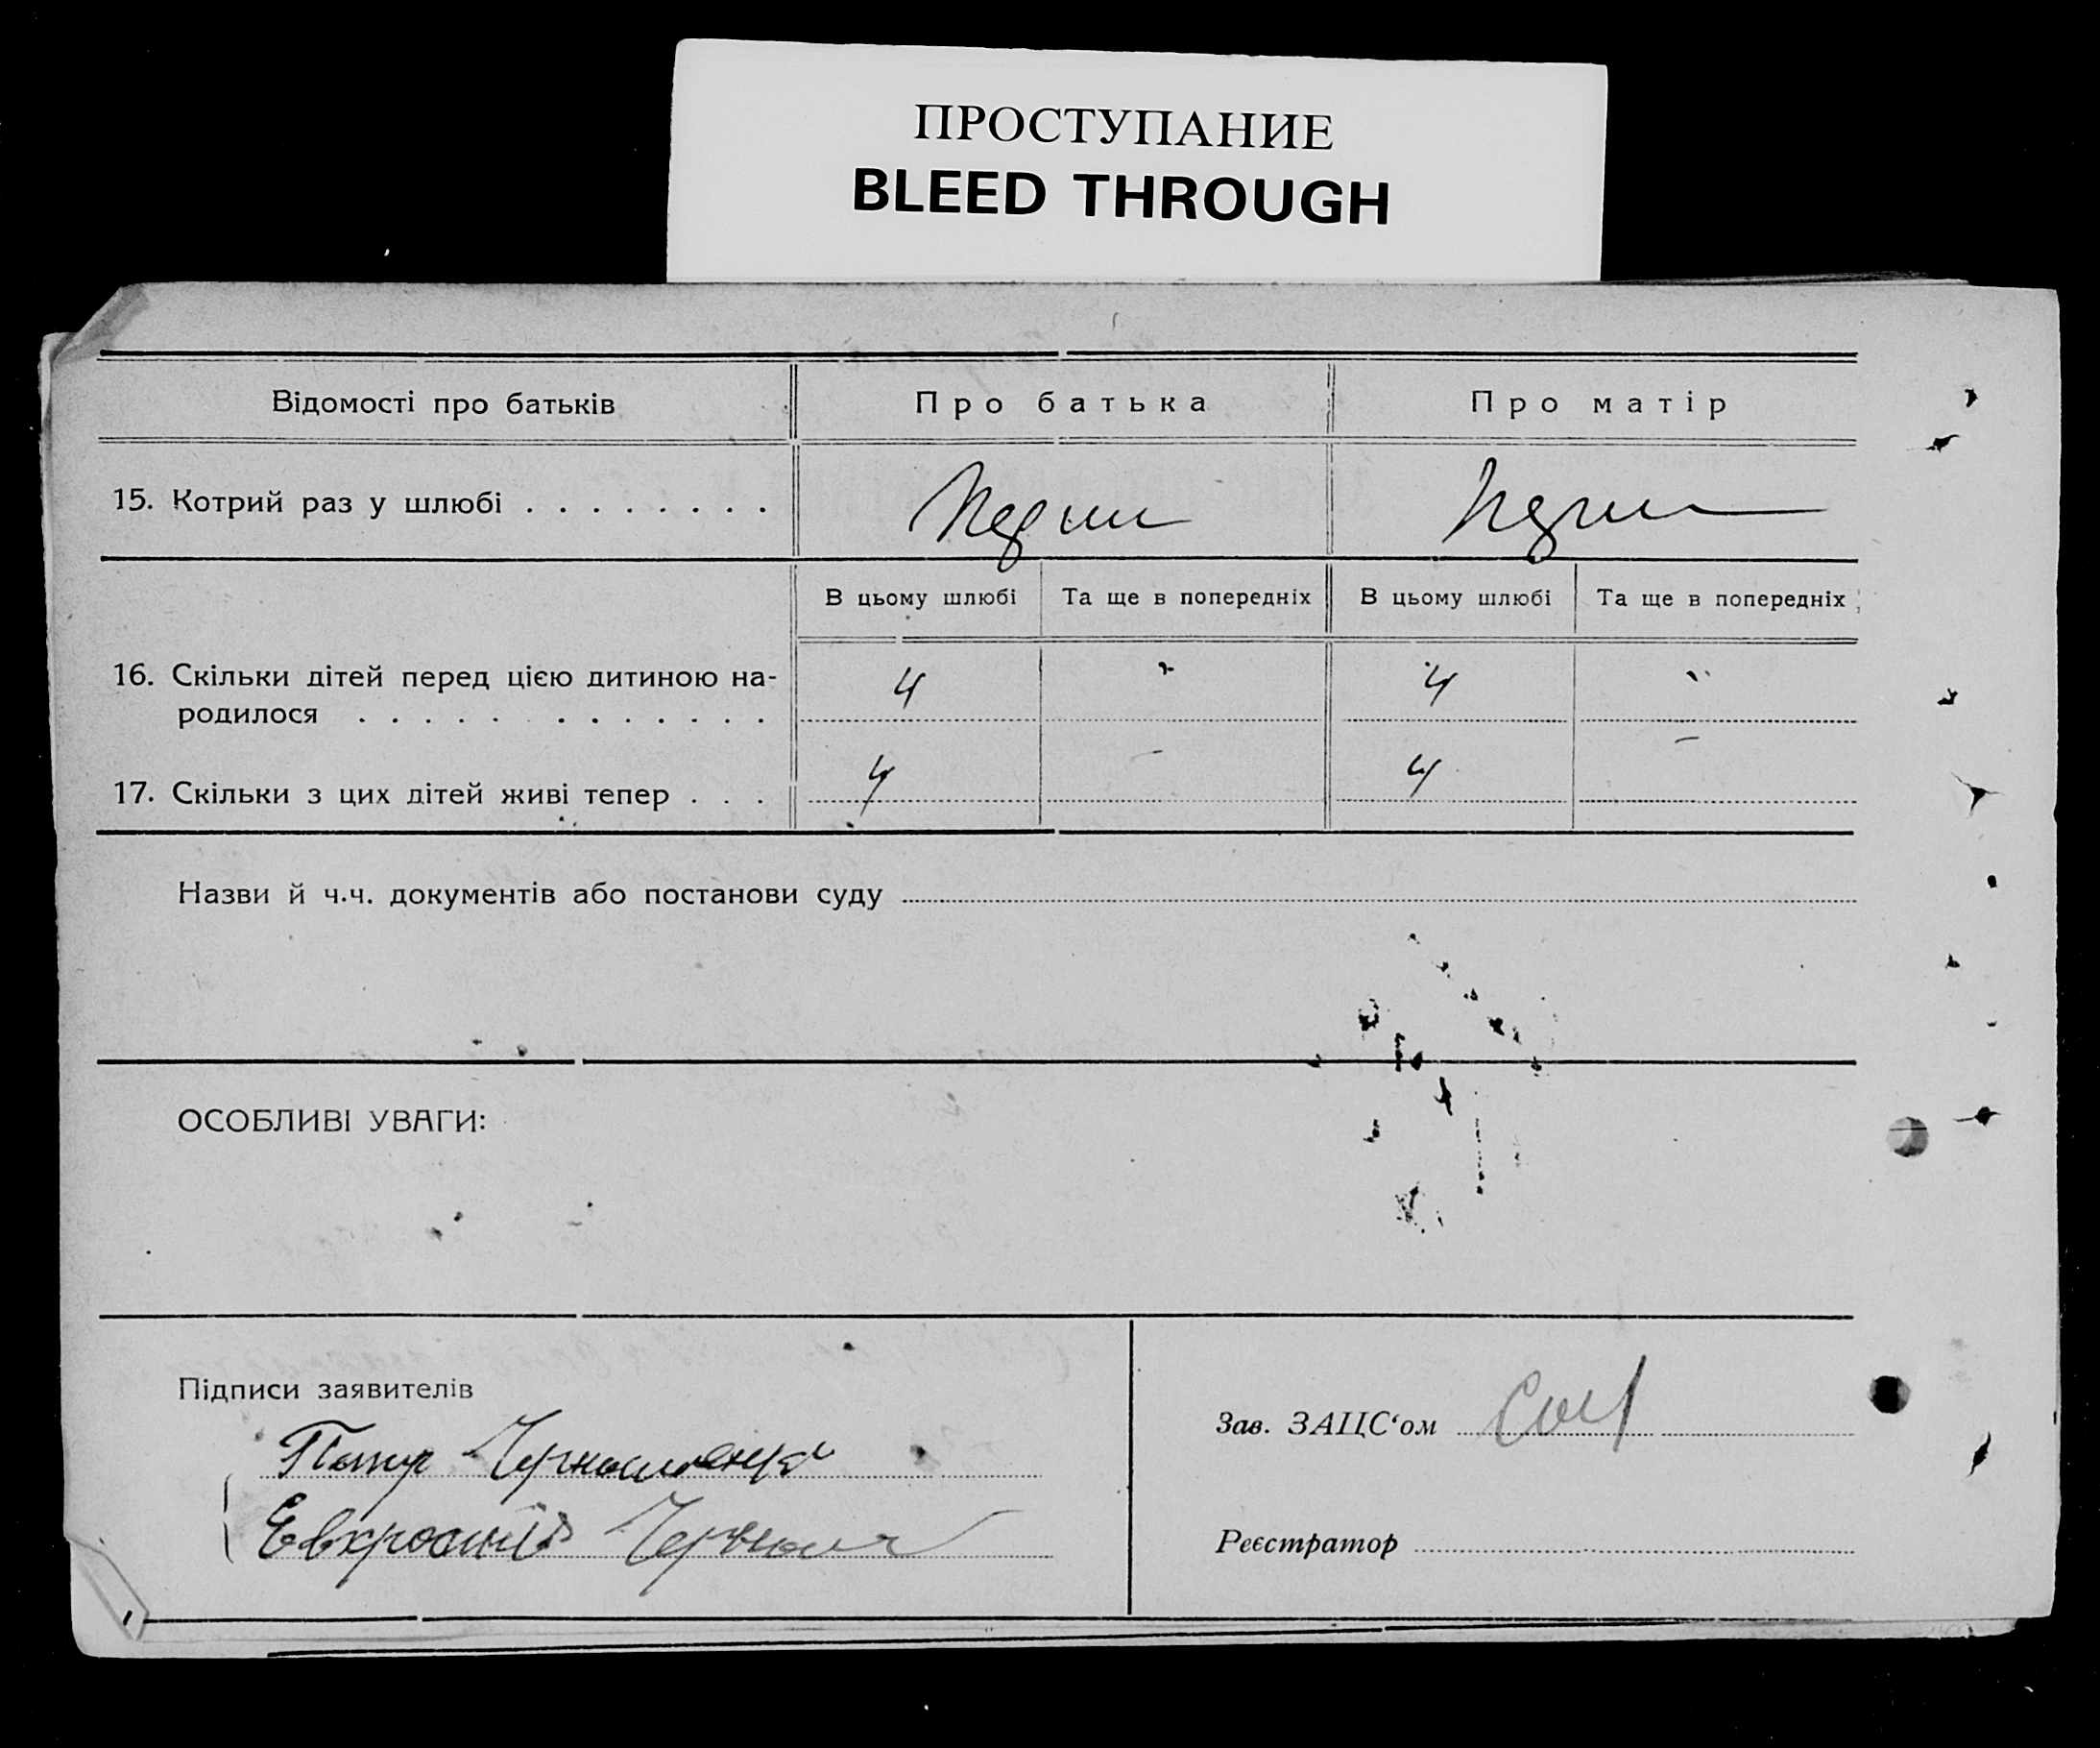 ПРОСТУПАНИЕ
BLEED THROUGH
Відомості про батьків Про батька Про матір
15. Котрий раз у шлюбі . . . . . . . .
В цьому шлюбі Та ще в попередніх В цьому шлюбі Та ще в попередніх
16. Скільки дітей перед цією дитиною на-
родилося . . . . . . . . . . . . 4 " 4 "
17. Скільки з цих дітей живі тепер . . . 4 – 4 –
Назви й ч.ч. документів або постанови суду
ОСОБЛИВІ УВАГИ:
Підписи заявителів
Зав. ЗАЦС‘ом
Реєстратор